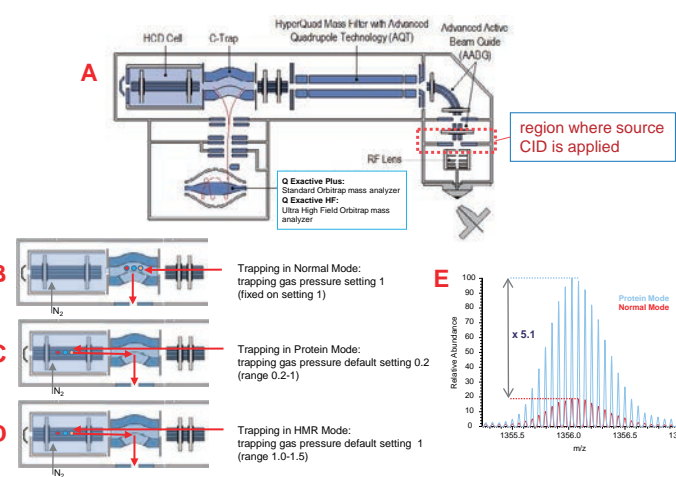 HyperQuad Mass Filter with Advanced
Quadrupole Technology (AQT)
HCD Cell
C-Trap
Advanced Active
Beam Guide
(AABG)
A
region where source
CID is applied
RF Lens
Q Exactive Plus:
Standard Orbitrap mass analyzer
Q Exactive HF:
Ultra High Field Orbitrap mass
analyzer
N2
Trapping in Normal Mode:
trapping gas pressure setting 1
(fixed on setting 1)
C
N2
Trapping in Protein Mode:
trapping gas pressure default setting 0.2
(range 0.2-1)
N2
Trapping in HMR Mode:
trapping gas pressure default setting 1
(range 1.0-1.5)
E
Relative Abundance
100
90
80
70
60
50
40
30
20
10
0
x 5.1
Protein Mode
Normal Mode
1355.5
1356.0
1356.5
m/z